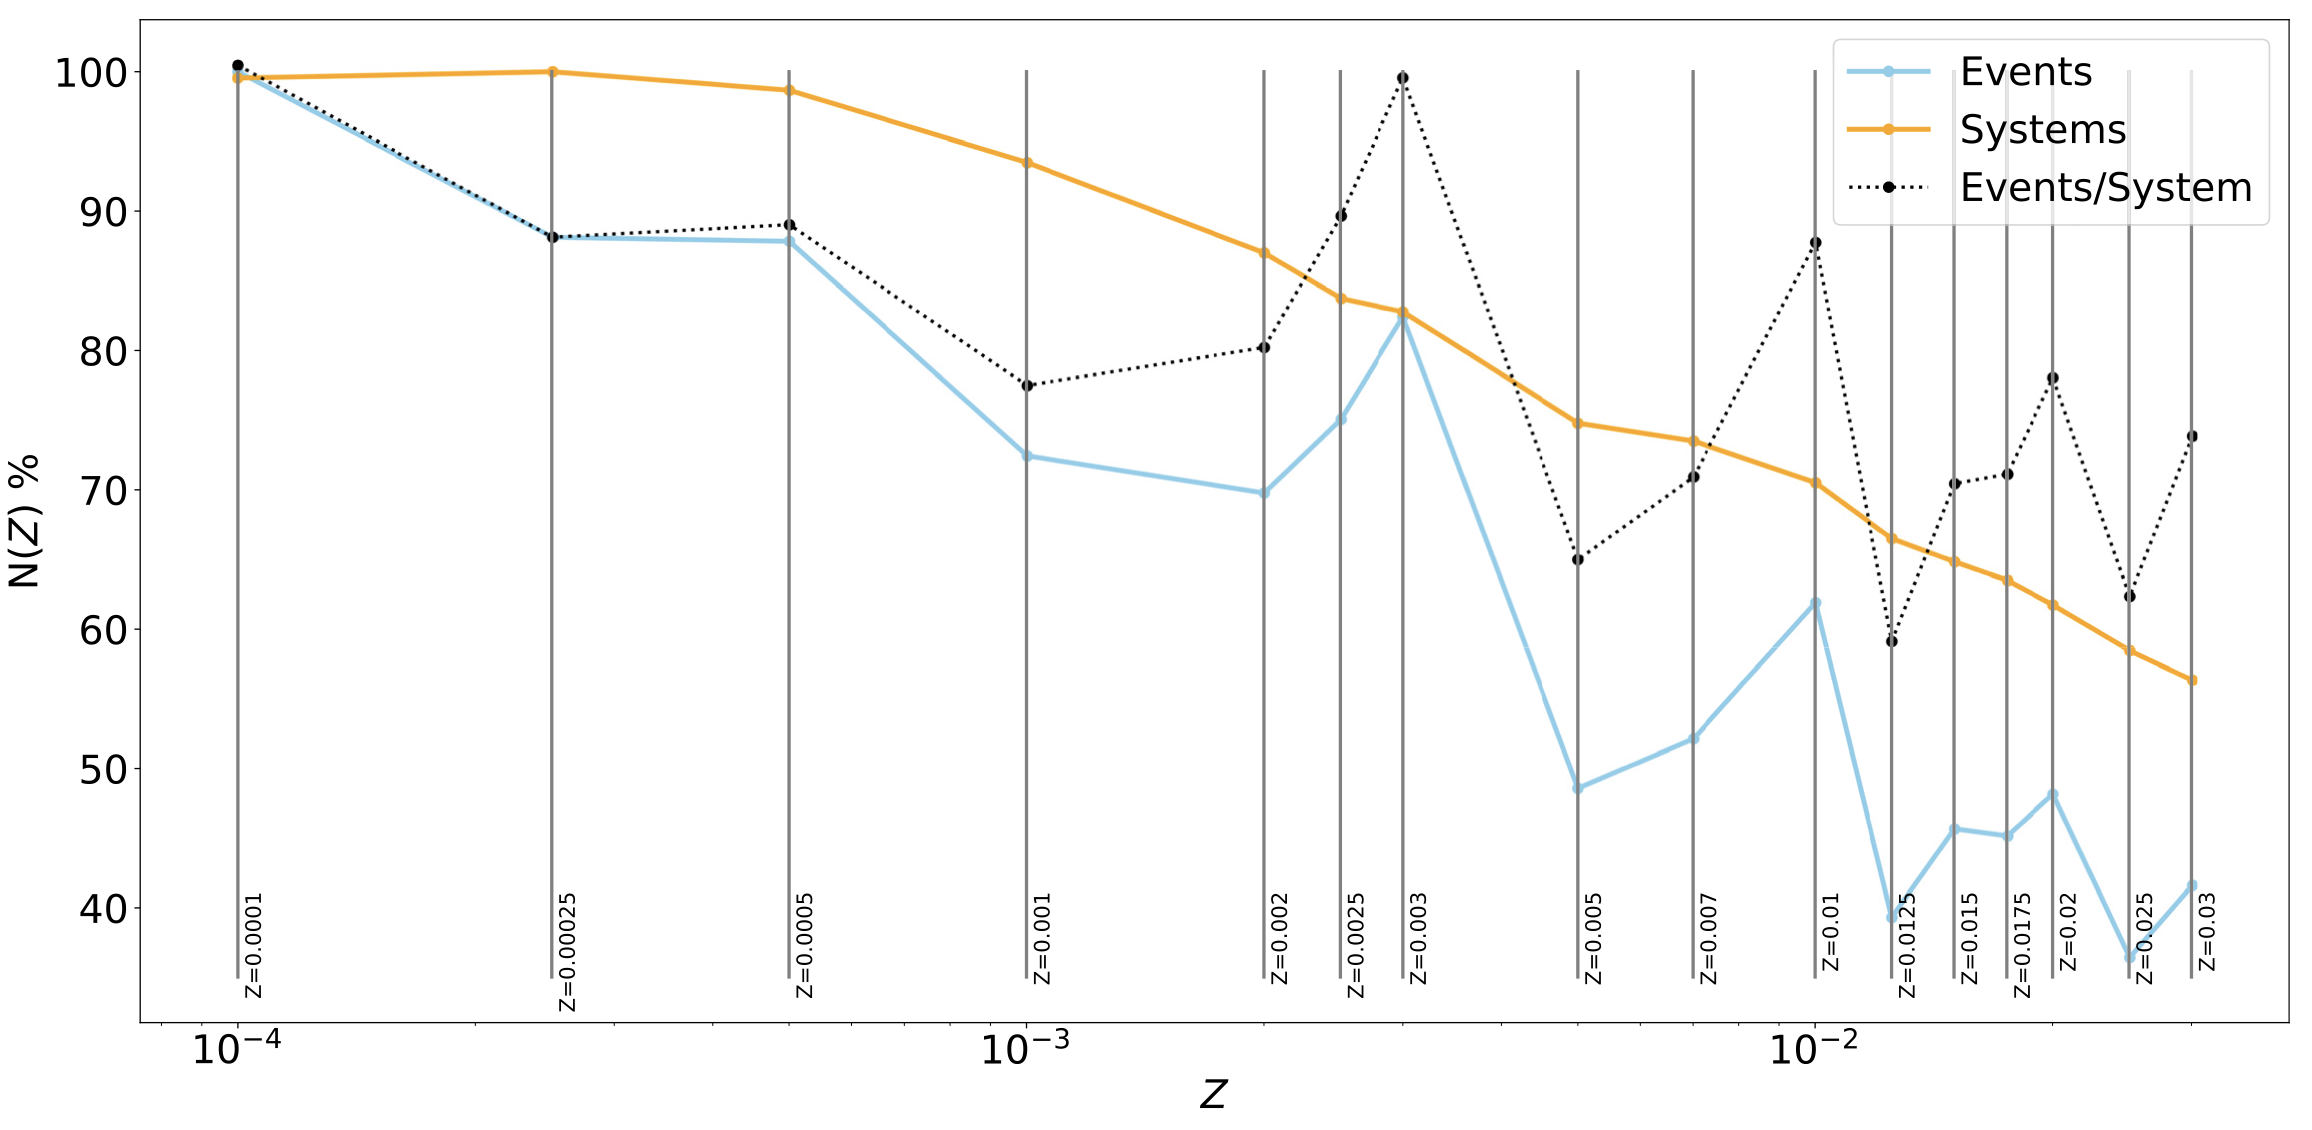 Events
Systems
Events/System
100
90
80
70
60
50
40
N(Z) %
Z=0.0001
Z=0.00025
Z=0.0005
Z=0.001
Z=0.002
Z=0.0025
Z=0.003
Z=0.005
Z=0.007
Z=0.01
Z=0.0125
Z=0.015
Z=0.0175
Z=0.02
Z=0.025
Z=0.03
10⁻⁴
10⁻³
10⁻²
Z